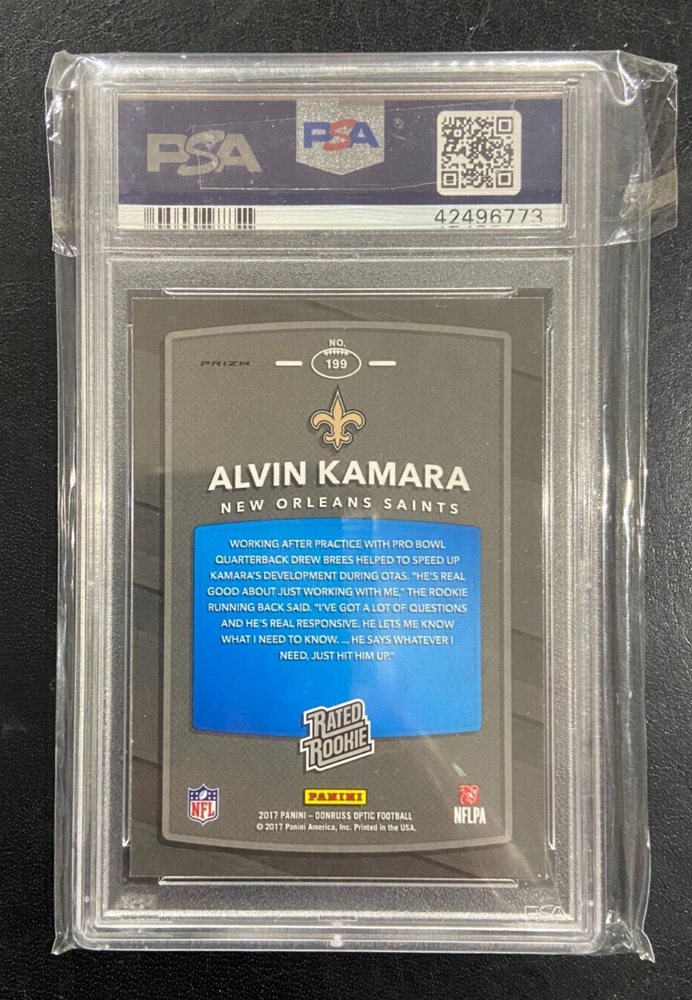 PSA PSA
42496773
NO.
PRIZM 199
ALVIN KAMARA
NEW ORLEANS SAINTS
WORKING AFTER PRACTICE WITH PRO BOWL
QUARTERBACK DREW BREES HELPED TO SPEED UP
KAMARA'S DEVELOPMENT DURING OTAS. "HE'S REAL
GOOD ABOUT JUST WORKING WITH ME," THE ROOKIE
RUNNING BACK SAID. "I'VE GOT A LOT OF QUESTIONS
AND HE'S REAL RESPONSIVE. HE LETS ME KNOW
WHAT I NEED TO KNOW. ... HE SAYS WHATEVER I
NEED, JUST HIT HIM UP."
RATED
ROOKIE
NFL PANINI NFLPA
2017 PANINI – DONRUSS OPTIC FOOTBALL
© 2017 Panini America, Inc. Printed in the USA.
PSA